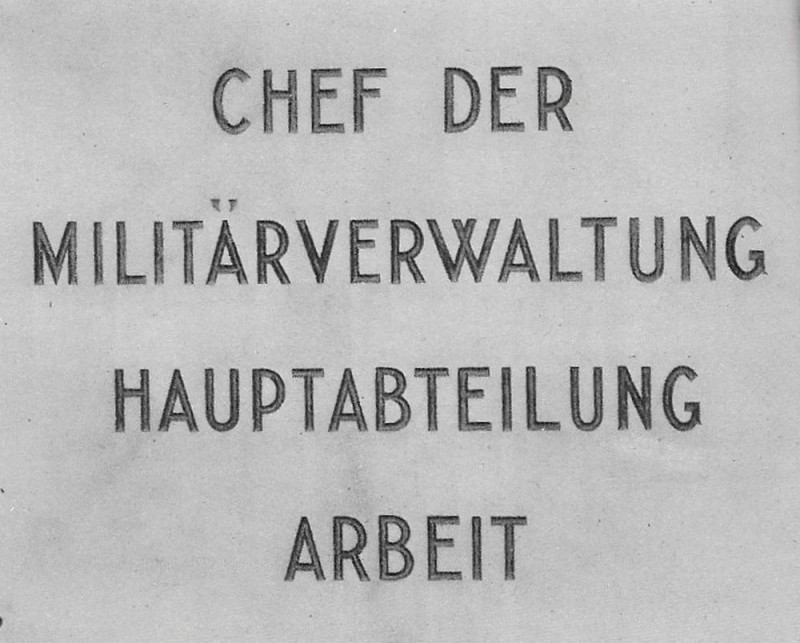 CHEF DER
MILITÄRVERWALTUNG
HAUPTABTEILUNG
ARBEIT